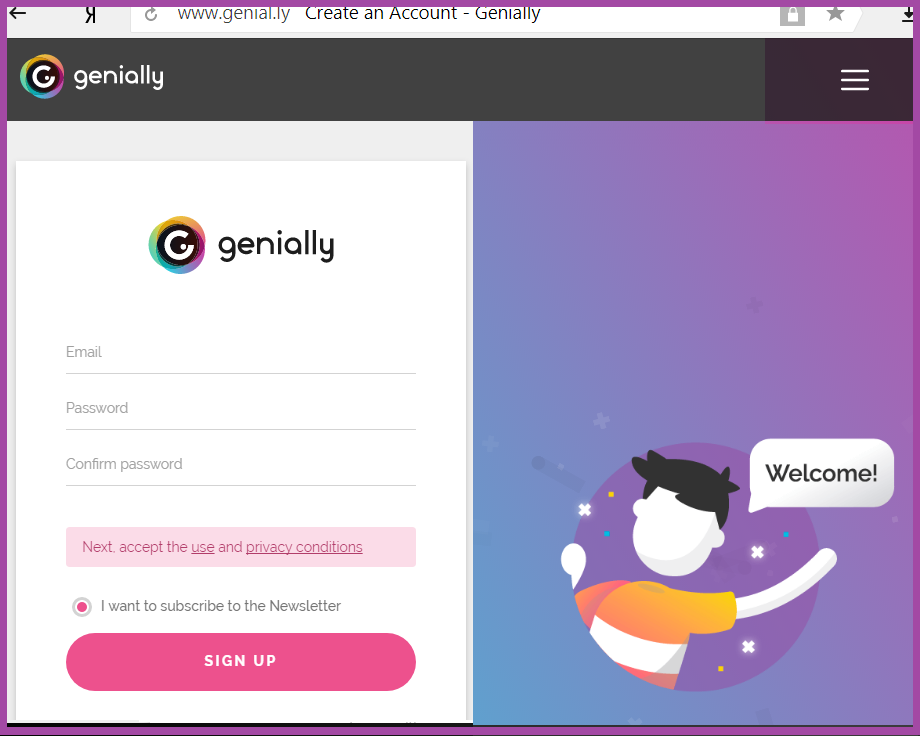 Я www.genial.ly Create an Account - Genially
genially
genially
Email
Password
Confirm password
Welcome!
Next, accept the use and privacy conditions
I want to subscribe to the Newsletter
SIGN UP